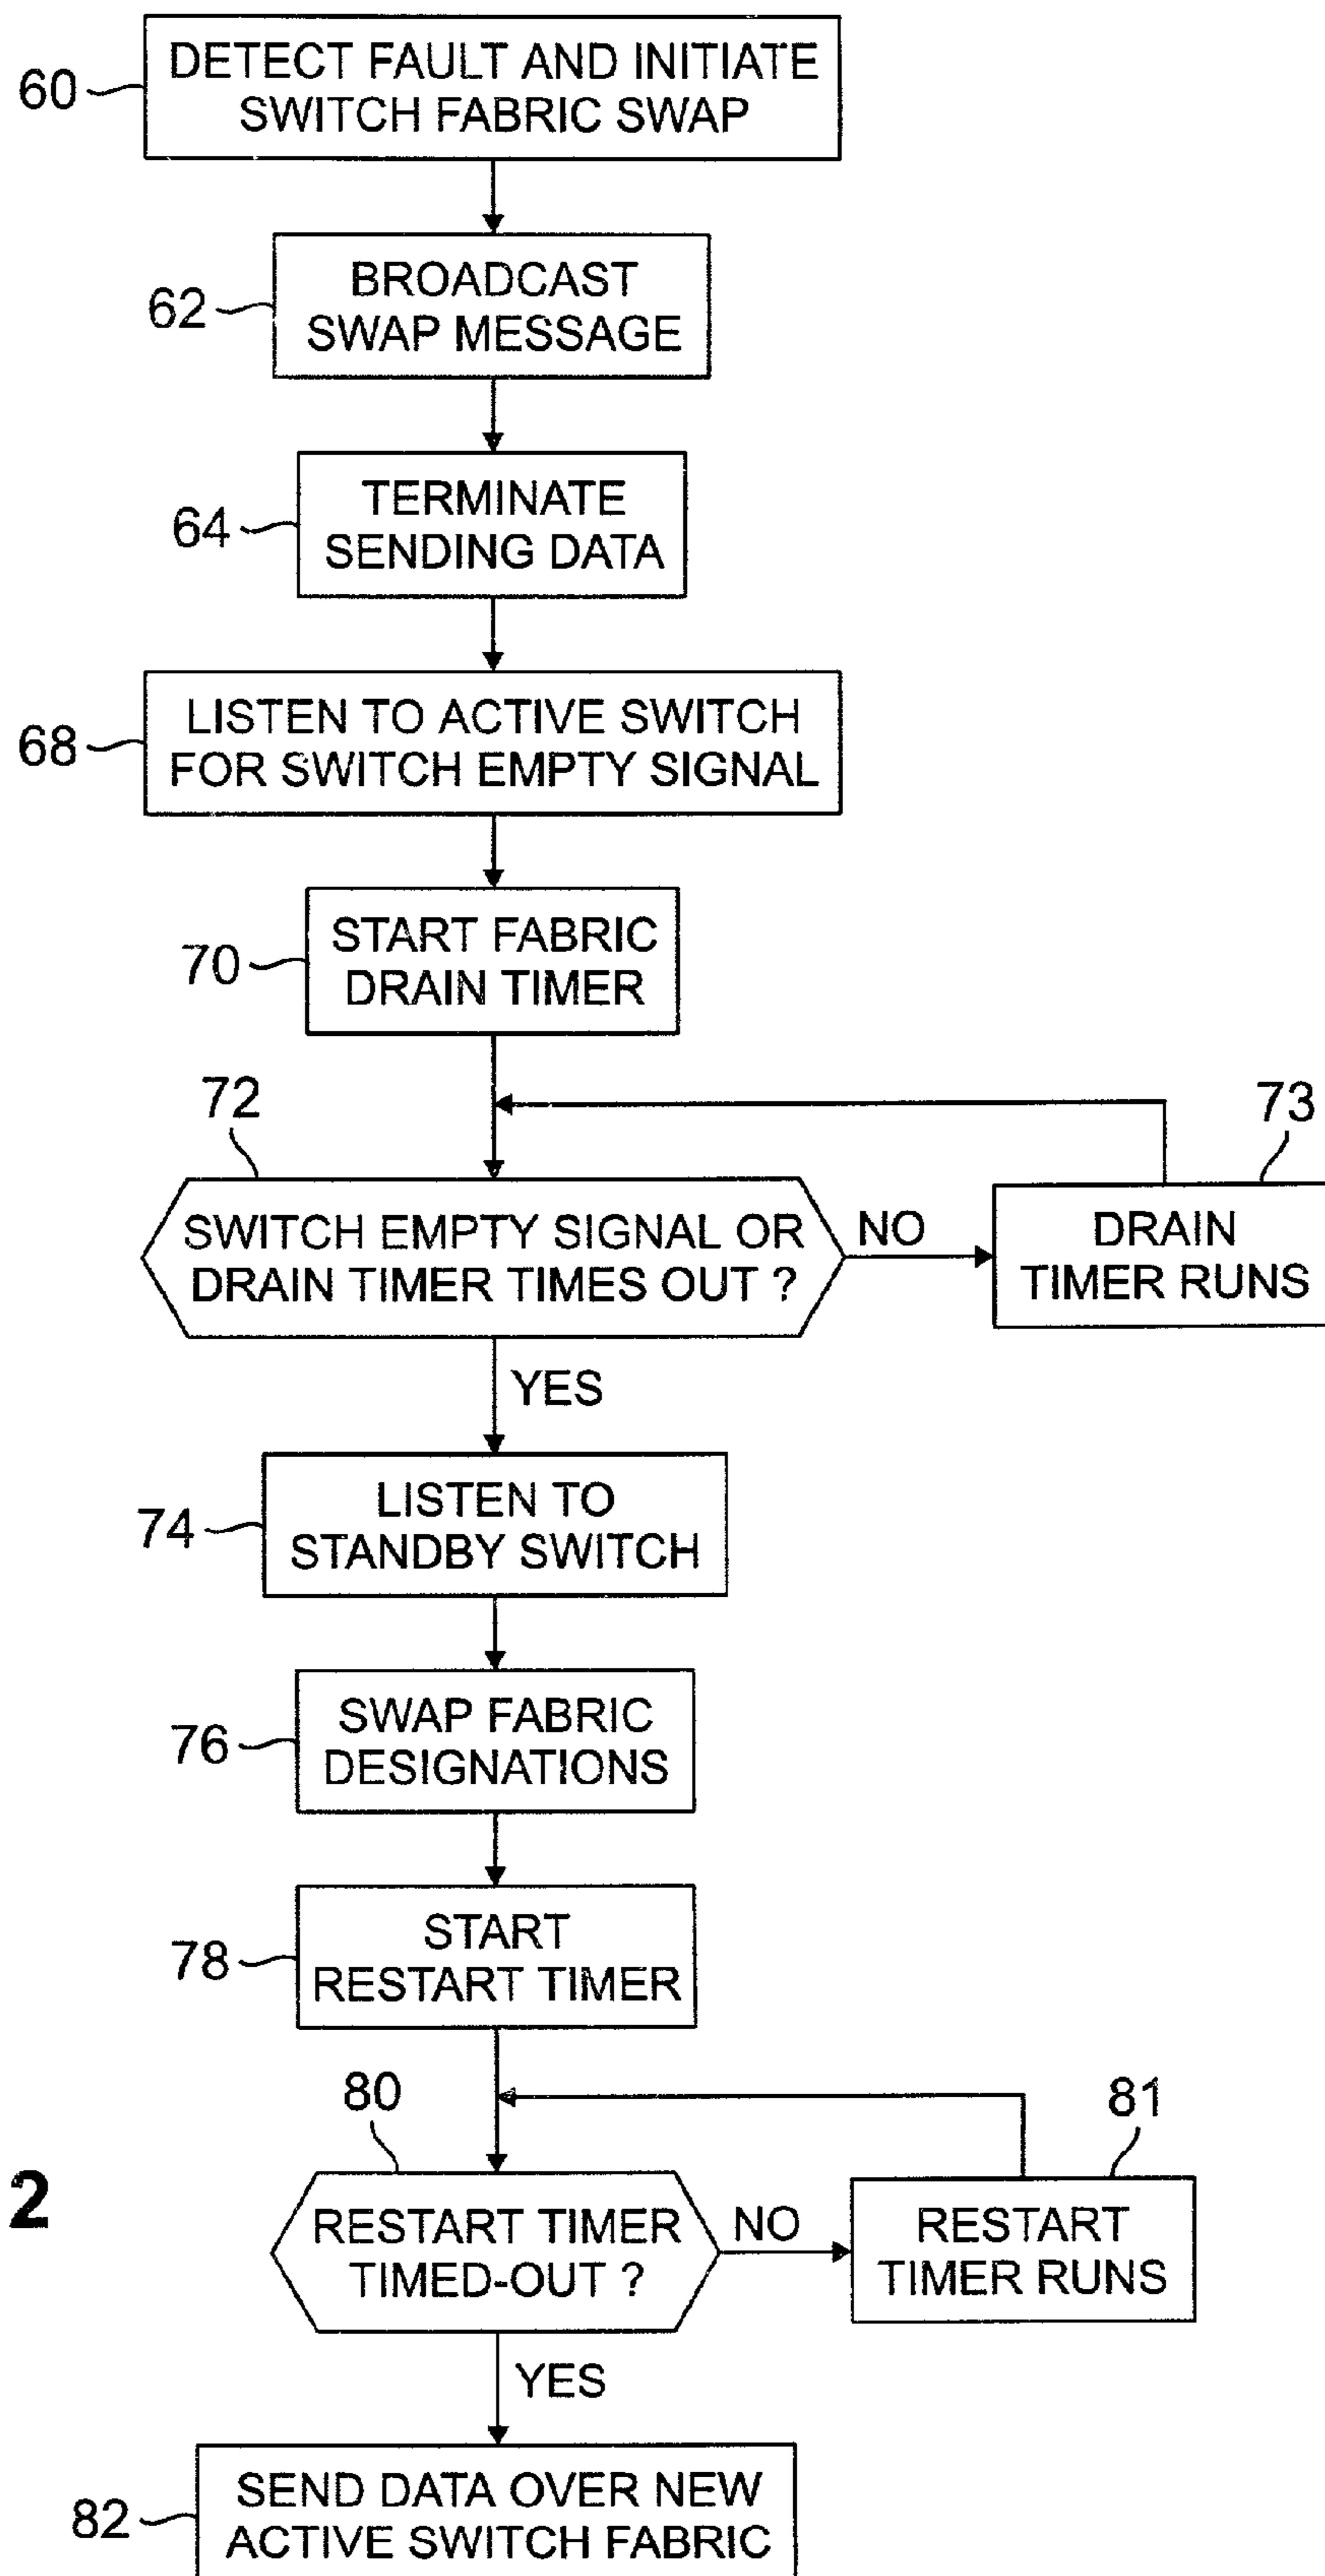 60
DETECT FAULT AND INITIATE
SWITCH FABRIC SWAP
62
BROADCAST
SWAP MESSAGE
64
TERMINATE
SENDING DATA
68
LISTEN TO ACTIVE SWITCH
FOR SWITCH EMPTY SIGNAL
70
START FABRIC
DRAIN TIMER
72
SWITCH EMPTY SIGNAL OR
DRAIN TIMER TIMES OUT ?
NO
73
DRAIN
TIMER RUNS
YES
74
LISTEN TO
STANDBY SWITCH
76
SWAP FABRIC
DESIGNATIONS
78
START
RESTART TIMER
80
RESTART TIMER
TIMED-OUT ?
NO
81
RESTART
TIMER RUNS
2
YES
82
SEND DATA OVER NEW
ACTIVE SWITCH FABRIC